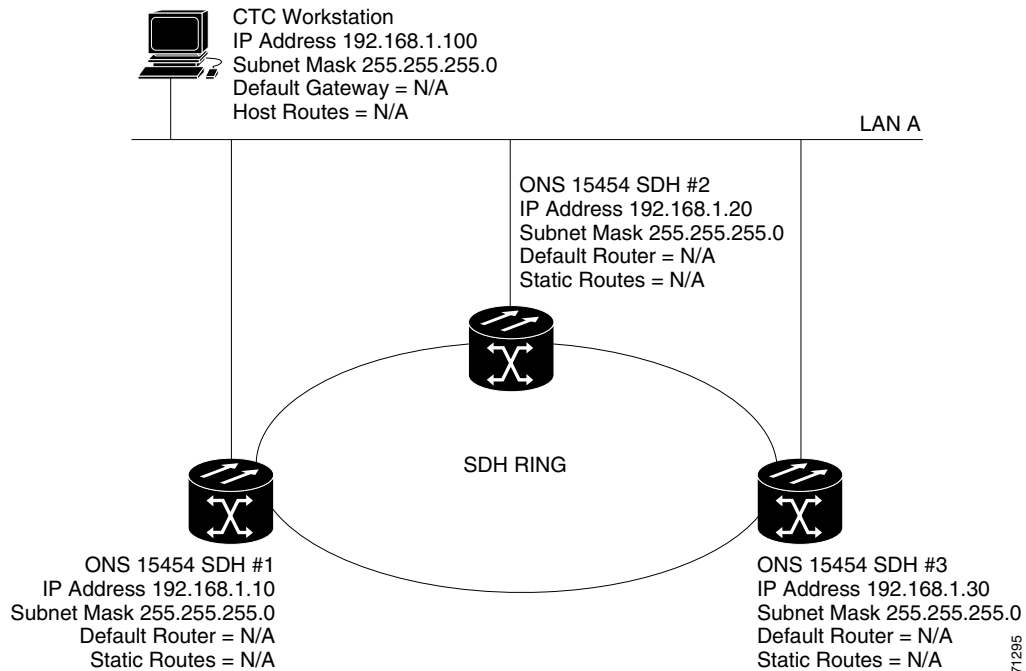 CTC Workstation
IP Address 192.168.1.100
Subnet Mask 255.255.255.0
Default Gateway = N/A
Host Routes = N/A
LAN A
ONS 15454 SDH #2
IP Address 192.168.1.20
Subnet Mask 255.255.255.0
Default Router = N/A
Static Routes = N/A
SDH RING
ONS 15454 SDH #1
IP Address 192.168.1.10
Subnet Mask 255.255.255.0
Default Router = N/A
Static Routes = N/A
ONS 15454 SDH #3
IP Address 192.168.1.30
Subnet Mask 255.255.255.0
Default Router = N/A
Static Routes = N/A
71295